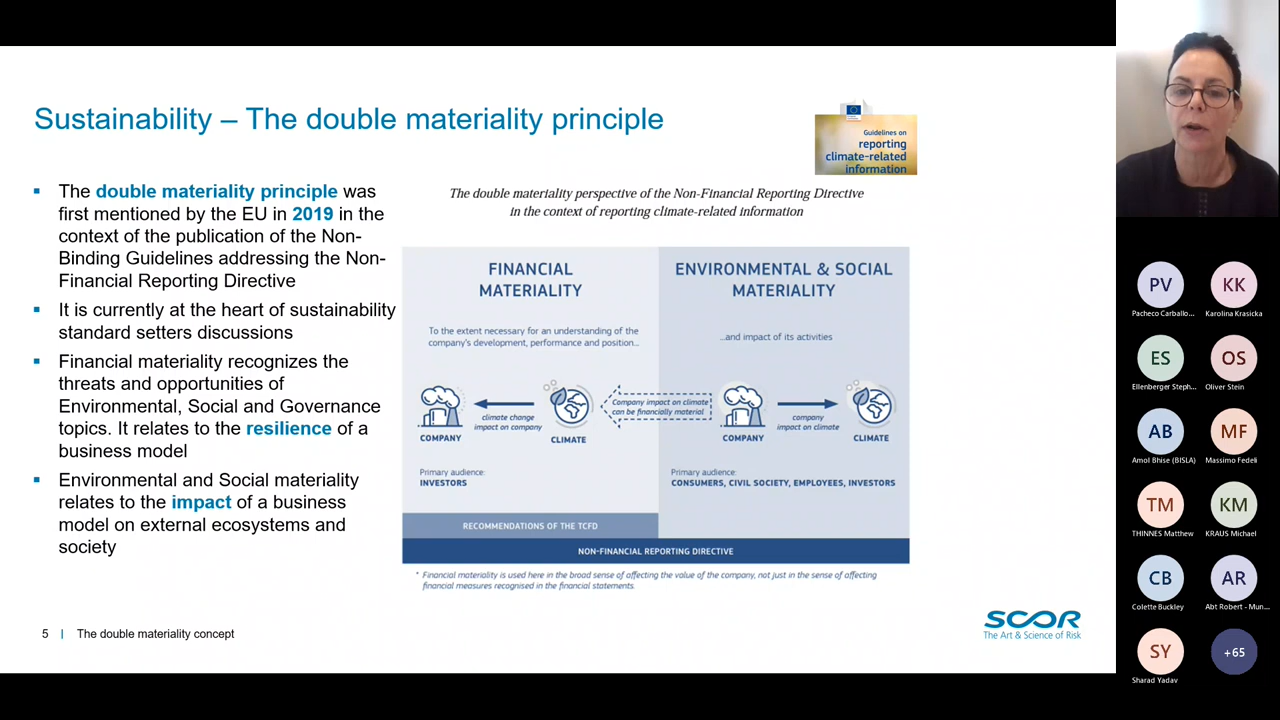 Sustainability – The double materiality principle
Guidelines on
reporting
climate-related
information
▪ The double materiality principle was
first mentioned by the EU in 2019 in the
context of the publication of the Non-
Binding Guidelines addressing the Non-
Financial Reporting Directive
▪ It is currently at the heart of sustainability
standard setters discussions
▪ Financial materiality recognizes the
threats and opportunities of
Environmental, Social and Governance
topics. It relates to the resilience of a
business model
▪ Environmental and Social materiality
relates to the impact of a business
model on external ecosystems and
society
The double materiality perspective of the Non-Financial Reporting Directive
in the context of reporting climate-related information
FINANCIAL
MATERIALITY
To the extent necessary for an understanding of the
company's development, performance and position...
COMPANY
climate change
impact on company
CLIMATE
Company impact on climate
can be financially material
Primary audience:
INVESTORS
RECOMMENDATIONS OF THE TCFD
ENVIRONMENTAL & SOCIAL
MATERIALITY
...and impact of its activities
COMPANY
company
impact on climate
CLIMATE
Primary audience:
CONSUMERS, CIVIL SOCIETY, EMPLOYEES, INVESTORS
NON-FINANCIAL REPORTING DIRECTIVE
* Financial materiality is used here in the broad sense of affecting the value of the company, not just in the sense of affecting
financial measures recognised in the financial statements.
5 | The double materiality concept
SCOR
The Art & Science of Risk
PV
Pacheco Carballo...
KK
Karolina Krasicka
ES
Ellenberger Steph...
OS
Oliver Stein
AB
Amol Bhise (BISLA)
MF
Massimo Fedeli
TM
THINNES Matthew
KM
KRAUS Michael
CB
Colette Buckley
AR
Abt Robert - Mun...
SY
Sharad Yadav
+65